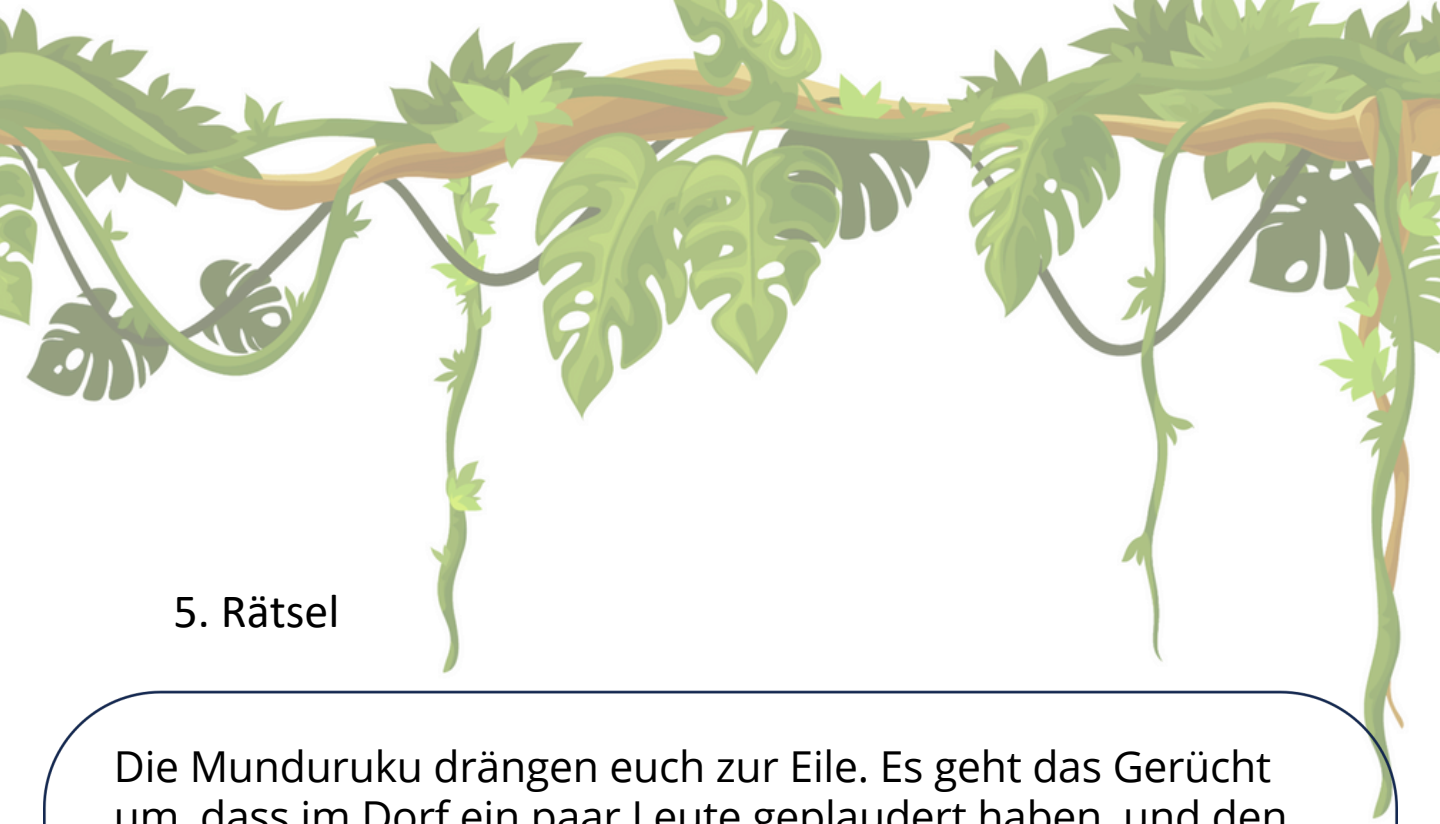 5. Rätsel
Die Munduruku drängen euch zur Eile. Es geht das Gerücht
um, dass im Dorf ein paar Leute geplaudert haben, und den